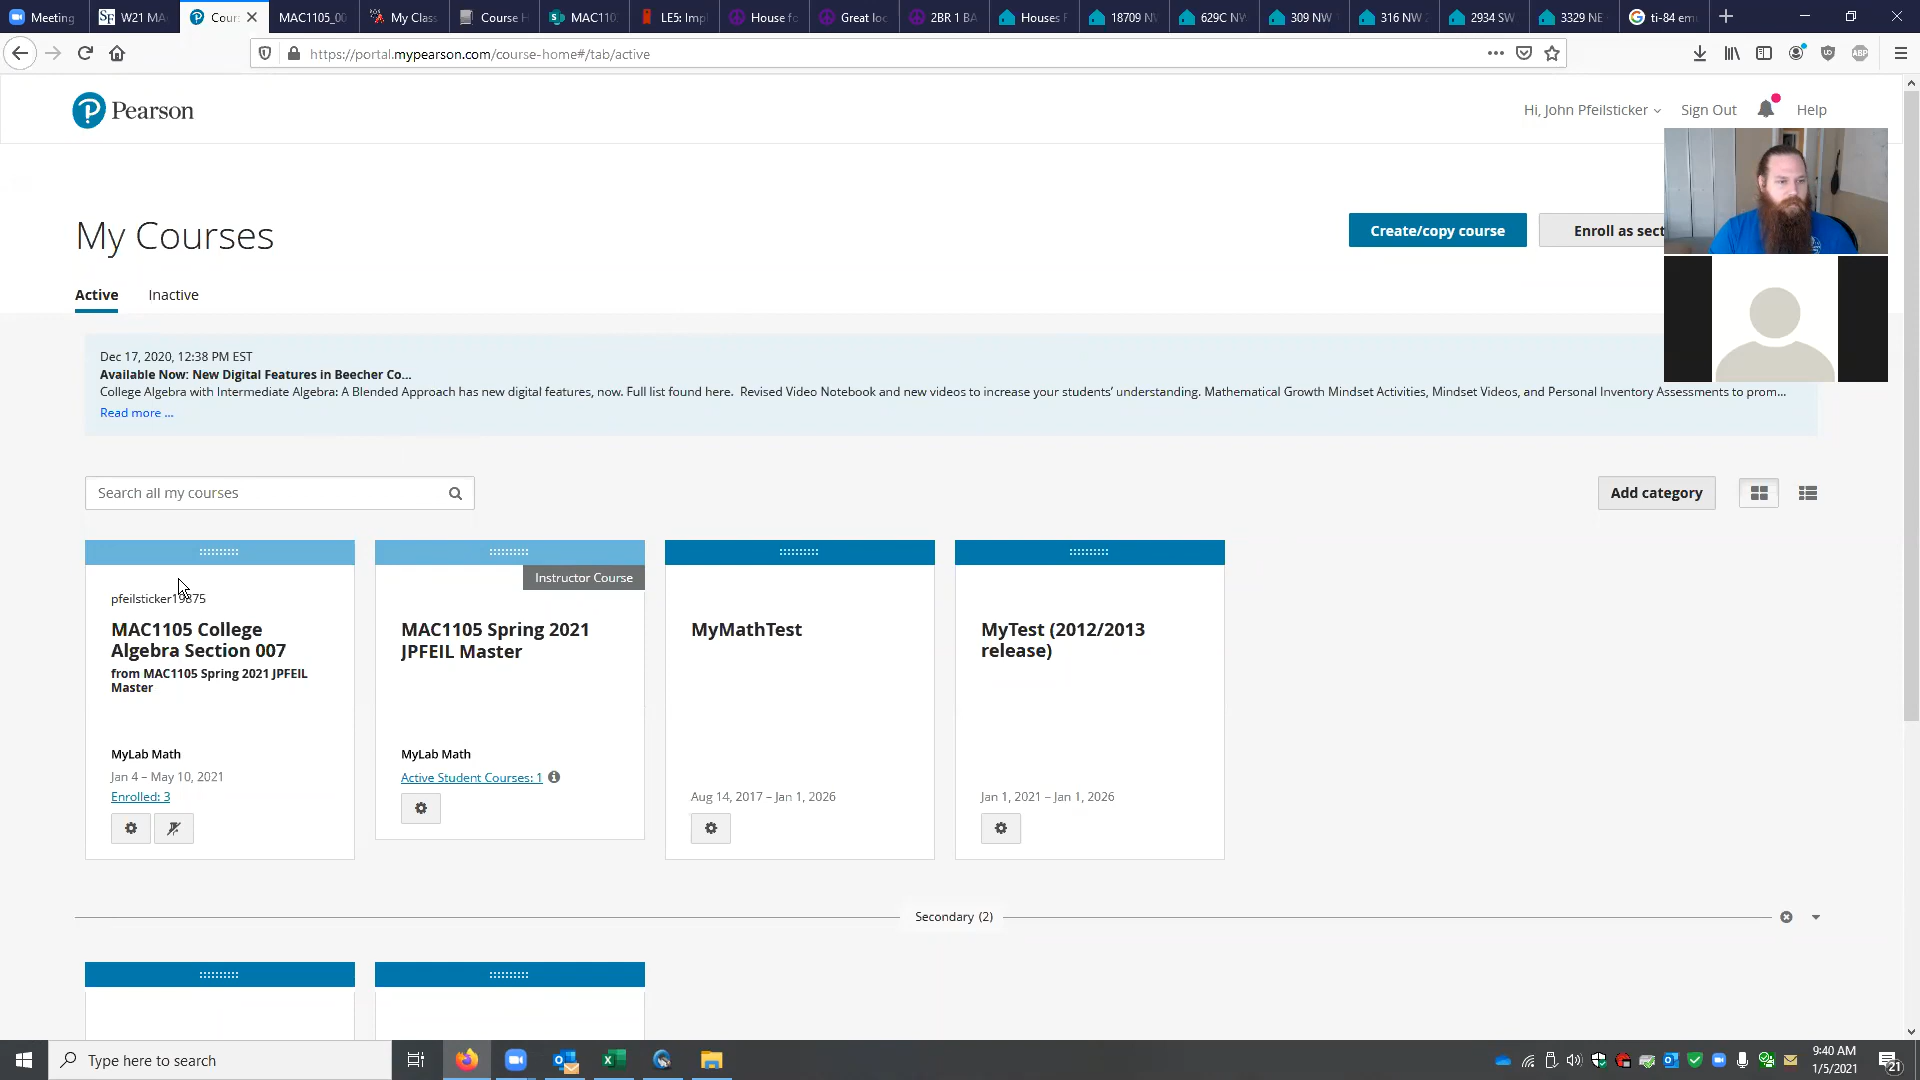 Meeting
W21 MA
Cour
MAC1105_00
My Class
Course H
MAC110
LE5: Impl
House fo
Great loc
2BR 1 BA
Houses F
18709 NV
629C NW
309 NW
316 NW 2
2934 SW
3329 NE
ti-84 emu
https://portal.mypearson.com/course-home#/tab/active
ABP
Pearson
Hi, John Pfeilsticker
Sign Out
Help
My Courses
Create/copy course
Enroll as sect
Active
Inactive
Dec 17, 2020, 12:38 PM EST
Available Now: New Digital Features in Beecher Co...
College Algebra with Intermediate Algebra: A Blended Approach has new digital features, now. Full list found here. Revised Video Notebook and new videos to increase your students’ understanding. Mathematical Growth Mindset Activities, Mindset Videos, and Personal Inventory Assessments to prom...
Read more ...
Search all my courses
Add category
pfeilsticker19875
MAC1105 College
Algebra Section 007
from MAC1105 Spring 2021 JPFEIL
Master
MyLab Math
Jan 4 – May 10, 2021
Enrolled: 3
Instructor Course
MAC1105 Spring 2021
JPFEIL Master
MyLab Math
Active Student Courses: 1
MyMathTest
Aug 14, 2017 – Jan 1, 2026
MyTest (2012/2013
release)
Jan 1, 2021 – Jan 1, 2026
Secondary (2)
Type here to search
9:40 AM
1/5/2021
21